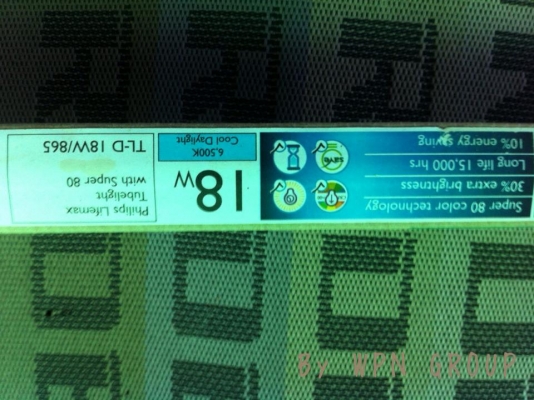 Super 80 color technology
30% extra brightness
Long life 15,000 hrs
10% energy saving
save
18W
6,500K
Cool Daylight
Philips Lifemax
Tubelight
with Super 80
TL-D 18W/865
By WPN GROUP